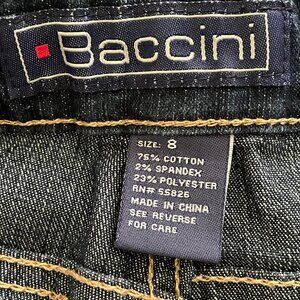 Baccini
SIZE: 8
75% COTTON
2% SPANDEX
23% POLYESTER
RN# 55826
MADE IN CHINA
SEE REVERSE
FOR CARE